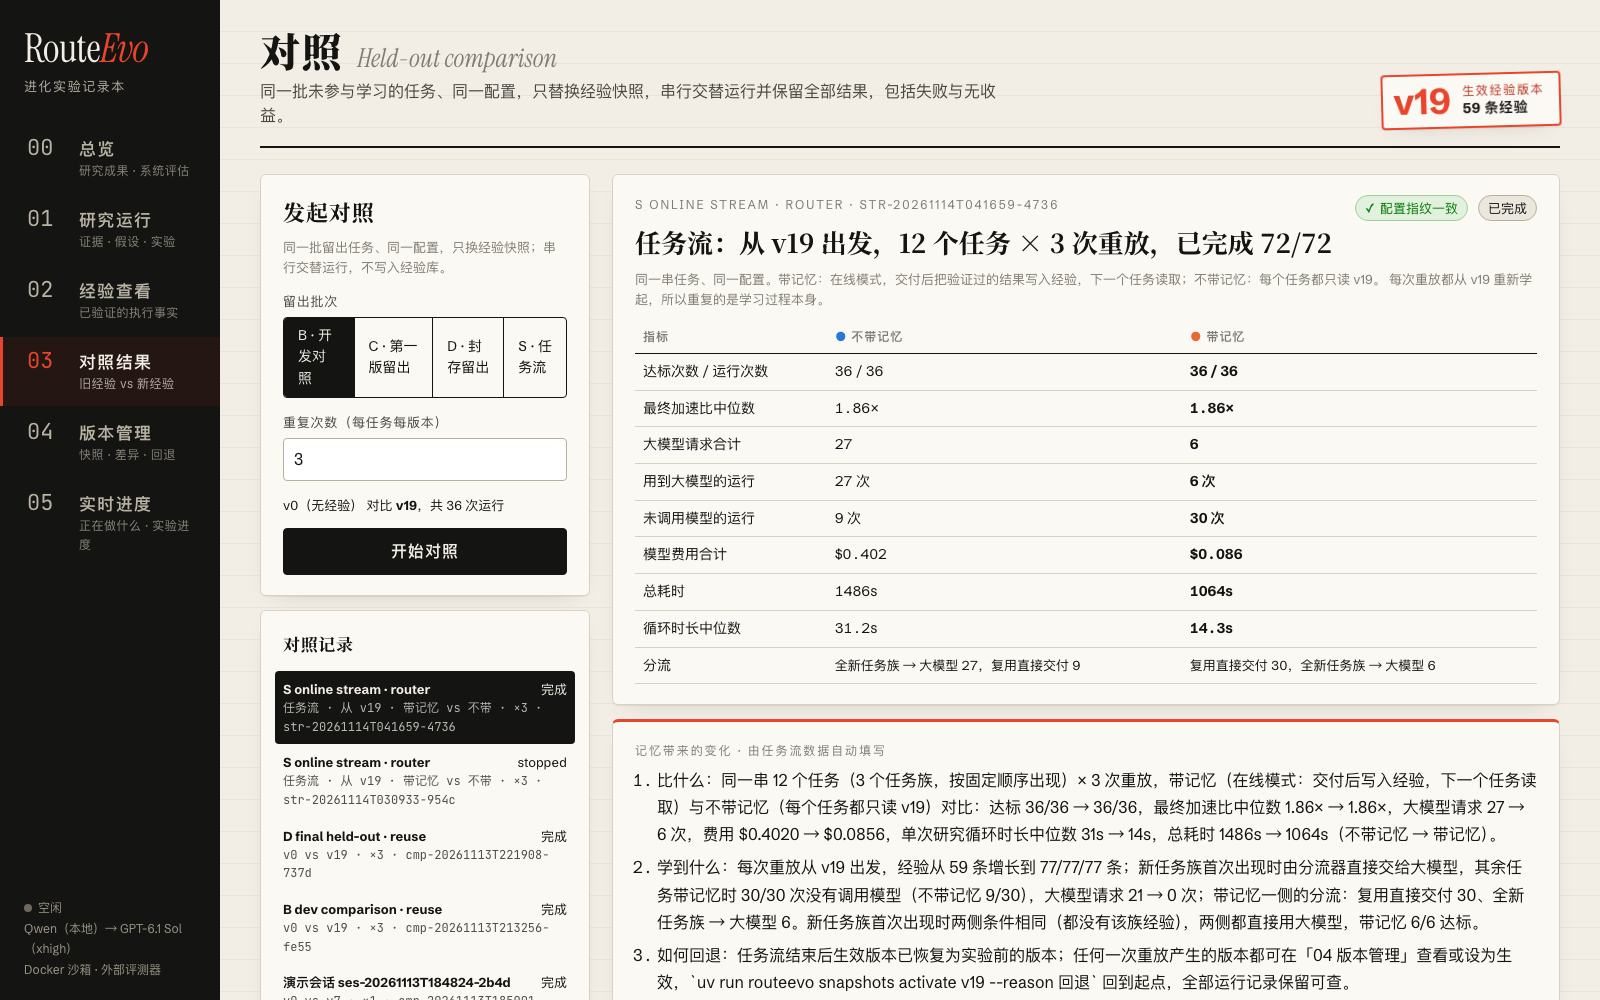 RouteEvo
进化实验记录本
00 总览
研究成果 · 系统评估
01 研究运行
证据 · 假设 · 实验
02 经验查看
已验证的执行事实
03 对照结果
旧经验 vs 新经验
04 版本管理
快照 · 差异 · 回退
05 实时进度
正在做什么 · 实验进
度
空闲
Qwen（本地）→ GPT-6.1 Sol
（xhigh）
Docker 沙箱 · 外部评测器
对照 Held-out comparison
同一批未参与学习的任务、同一配置，只替换经验快照，串行交替运行并保留全部结果，包括失败与无收
益。
v19 生效经验版本
59 条经验
发起对照
同一批留出任务、同一配置，只换经验快照；串
行交替运行，不写入经验库。
留出批次
B · 开
发对
照
C · 第一
版留出
D · 封
存留出
S · 任
务流
重复次数（每任务每版本）
3
v0（无经验） 对比 v19，共 36 次运行
开始对照
对照记录
S online stream · router 完成
任务流 · 从 v19 · 带记忆 vs 不带 · ×3 ·
str-20261114T041659-4736
S online stream · router stopped
任务流 · 从 v19 · 带记忆 vs 不带 · ×3 ·
str-20261114T030933-954c
D final held-out · reuse 完成
v0 vs v19 · ×3 · cmp-20261113T221908-
737d
B dev comparison · reuse 完成
v0 vs v19 · ×3 · cmp-20261113T213256-
fe55
演示会话 ses-20261113T184824-2b4d 完成
S ONLINE STREAM · ROUTER · STR-20261114T041659-4736
✓ 配置指纹一致 已完成
任务流：从 v19 出发，12 个任务 × 3 次重放，已完成 72/72
同一串任务、同一配置。带记忆：在线模式，交付后把验证过的结果写入经验，下一个任务读取；不带记忆：每个任务都只读 v19。 每次重放都从 v19 重新学
起，所以重复的是学习过程本身。
指标 不带记忆 带记忆
达标次数 / 运行次数 36 / 36 36 / 36
最终加速比中位数 1.86× 1.86×
大模型请求合计 27 6
用到大模型的运行 27 次 6 次
未调用模型的运行 9 次 30 次
模型费用合计 $0.402 $0.086
总耗时 1486s 1064s
循环时长中位数 31.2s 14.3s
分流 全新任务族 → 大模型 27，复用直接交付 9 复用直接交付 30，全新任务族 → 大模型 6
记忆带来的变化 · 由任务流数据自动填写
1. 比什么：同一串 12 个任务（3 个任务族，按固定顺序出现）× 3 次重放，带记忆（在线模式：交付后写入经验，下一个任务读
取）与不带记忆（每个任务都只读 v19）对比：达标 36/36 → 36/36，最终加速比中位数 1.86× → 1.86×，大模型请求 27 →
6 次，费用 $0.4020 → $0.0856，单次研究循环时长中位数 31s → 14s，总耗时 1486s → 1064s（不带记忆 → 带记忆）。
2. 学到什么：每次重放从 v19 出发，经验从 59 条增长到 77/77/77 条；新任务族首次出现时由分流器直接交给大模型，其余任
务带记忆时 30/30 次没有调用模型（不带记忆 9/30），大模型请求 21 → 0 次；带记忆一侧的分流：复用直接交付 30、全新
任务族 → 大模型 6。新任务族首次出现时两侧条件相同（都没有该族经验），两侧都直接用大模型，带记忆 6/6 达标。
3. 如何回退：任务流结束后生效版本已恢复为实验前的版本；任何一次重放产生的版本都可在「04 版本管理」查看或设为生
效，`uv run routeevo snapshots activate v19 --reason 回退` 回到起点，全部运行记录保留可查。